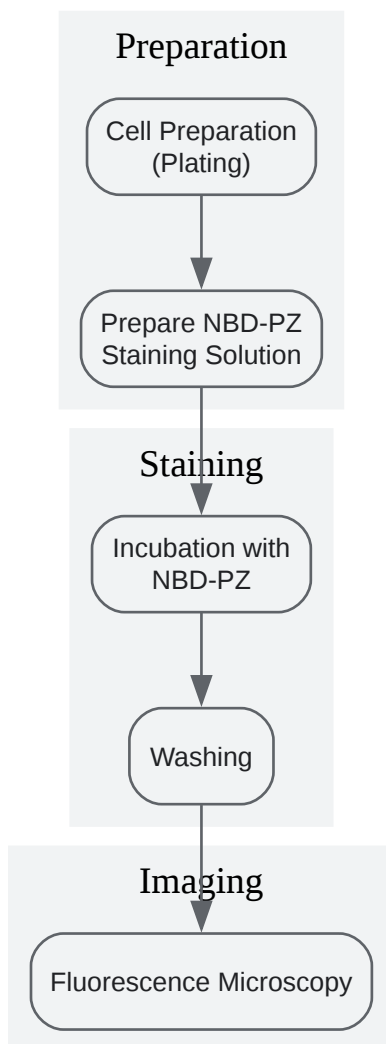 Preparation
Cell Preparation
(Plating)
Prepare NBD-PZ
Staining Solution
Staining
Incubation with
NBD-PZ
Washing
Imaging
Fluorescence Microscopy